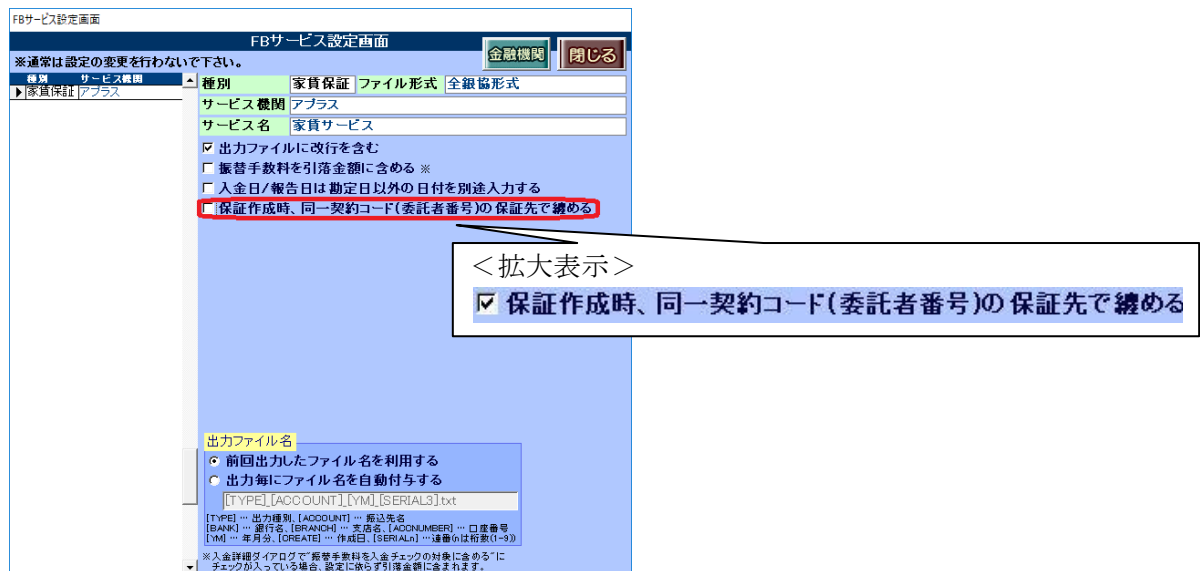 FBサービス設定画面
FBサービス設定画面
金融機関 閉じる
※通常は設定の変更を行わないで下さい。
種別 サービス機関
家賃保証 アプラス
種別 家賃保証 ファイル形式 全銀協形式
サービス機関 アプラス
サービス名 家賃サービス
出力ファイルに改行を含む
振替手数料を引落金額に含める ※
入金日/報告日は勘定日以外の日付を別途入力する
保証作成時、同一契約コード(委託者番号)の保証先で纏める
＜拡大表示＞
保証作成時、同一契約コード(委託者番号)の保証先で纏める
出力ファイル名
前回出力したファイル名を利用する
出力毎にファイル名を自動付与する
[TYPE]_[ACCOUNT]_[YM]_[SERIAL3].txt
[TYPE] … 出力種別、[ACCOUNT] … 振込先名
[BANK] … 銀行名、[BRANCH] … 支店名、[ACCNUMBER] … 口座番号
[YM] … 年月分、[CREATE] … 作成日、[SERIALn] … 連番(nは桁数(1-9))
※入金詳細ダイアログで"振替手数料を入金チェックの対象に含める"に
チェックが入っている場合、設定に依らず引落金額に含まれます。